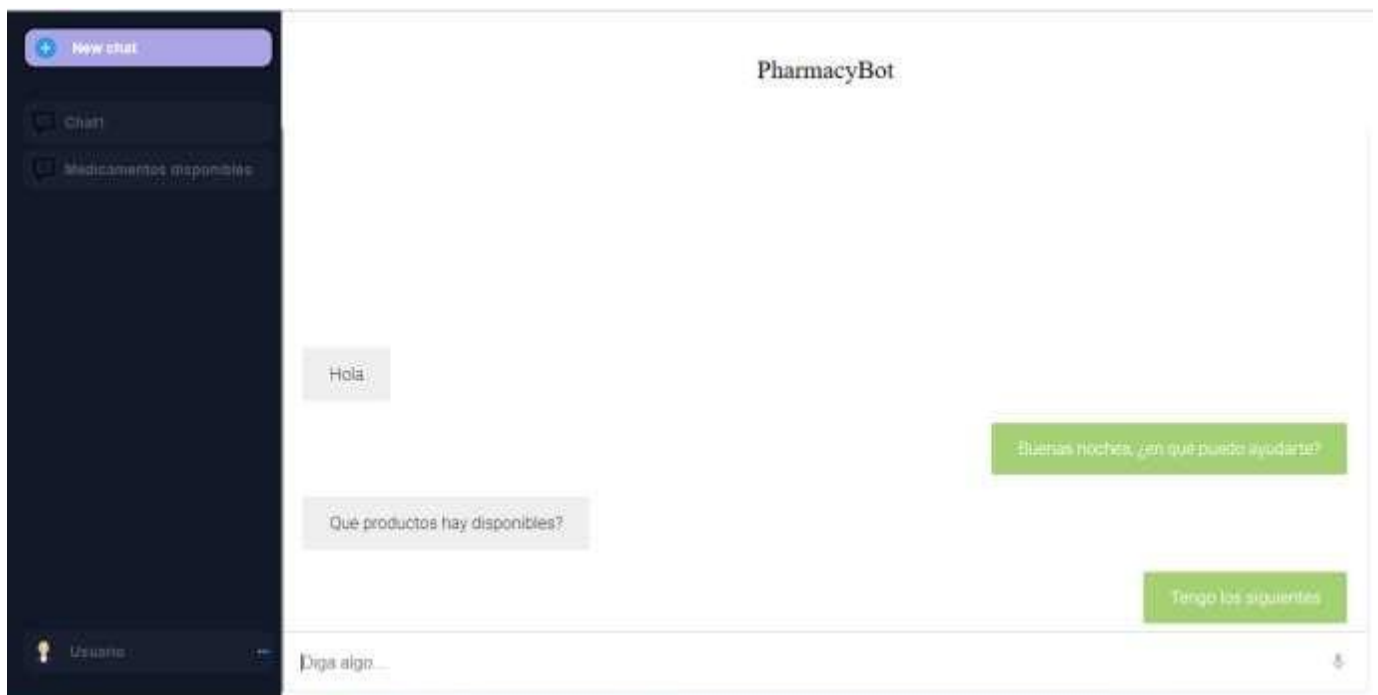 New chat
PharmacyBot
Chat1
Medicamentos disponibles
Hola
Buenas noches, ¿en que puedo ayudarte?
Que productos hay disponibles?
Tengo los siguientes
Usuario
Diga algo...